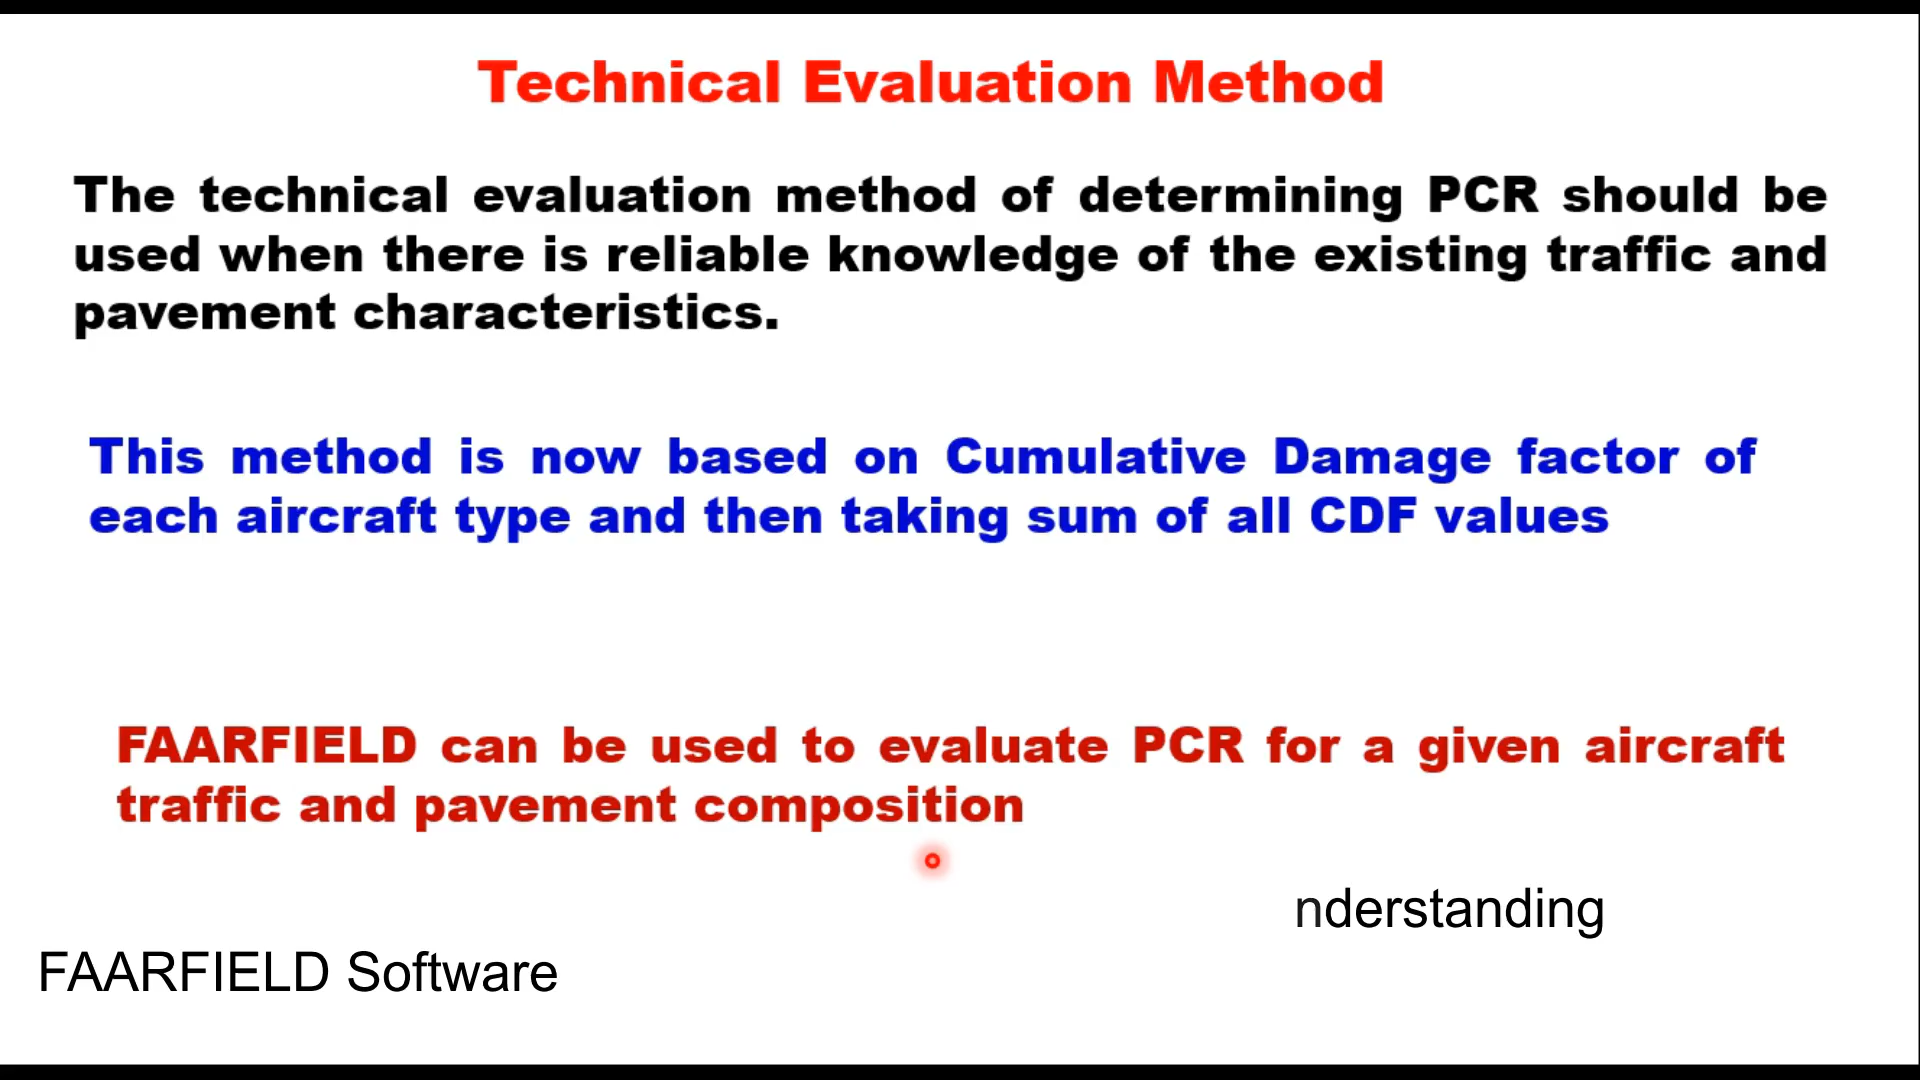 Technical Evaluation Method
The technical evaluation method of determining PCR should be
used when there is reliable knowledge of the existing traffic and
pavement characteristics.
This method is now based on Cumulative Damage factor of
each aircraft type and then taking sum of all CDF values
FAARFIELD can be used to evaluate PCR for a given aircraft
traffic and pavement composition
nderstanding
FAARFIELD Software